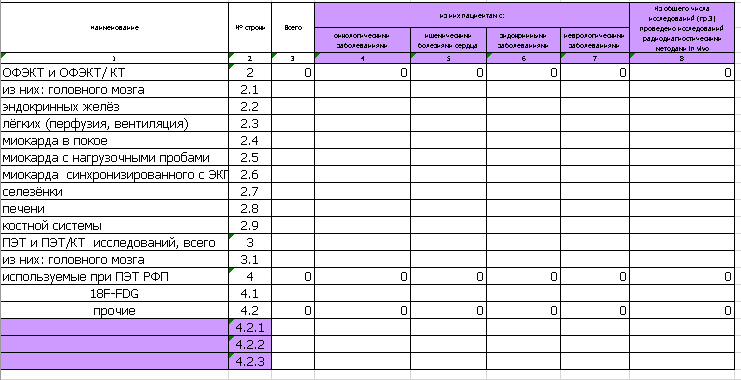 наименование
№ строки
Всего
из них пациентам с:
онкологическими заболеваниями
ишемическими болезнями сердца
эндокринными заболеваниями
неврологическими заболеваниями
Из общего числа исследований (гр.3) проведено исследований радиодиагностическими методами in vivo
1 2 3 4 5 6 7 8
ОФЭКТ и ОФЭКТ/ КТ 2 0 0 0 0 0 0
из них: головного мозга 2.1
эндокринных желёз 2.2
лёгких (перфузия, вентиляция) 2.3
миокарда в покое 2.4
миокарда с нагрузочными пробами 2.5
миокарда синхронизированного с ЭКГ 2.6
селезёнки 2.7
печени 2.8
костной системы 2.9
ПЭТ и ПЭТ/КТ исследований, всего 3
из них: головного мозга 3.1
используемые при ПЭТ РФП 4 0 0 0 0 0 0
18F-FDG 4.1
прочие 4.2 0 0 0 0 0 0
4.2.1
4.2.2
4.2.3